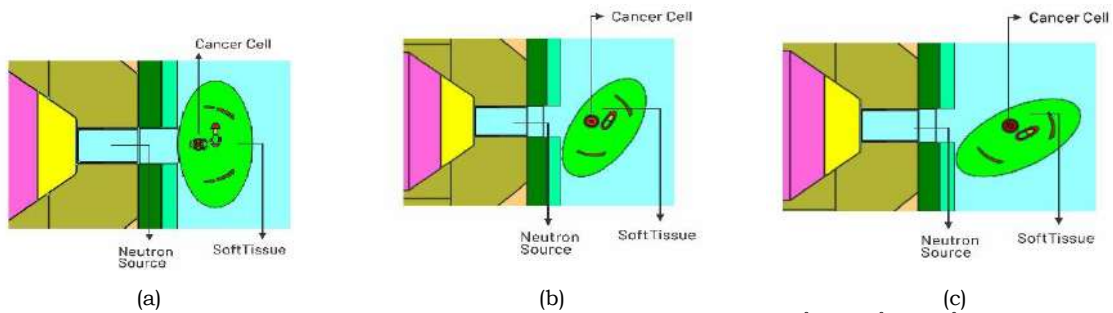 Cancer Cell
Neutron
Source
SoftTissue
(a)
Cancer Cell
Neutron
Source
SoftTissue
(b)
Cancer Cell
Neutron
Source
SoftTissue
(c)